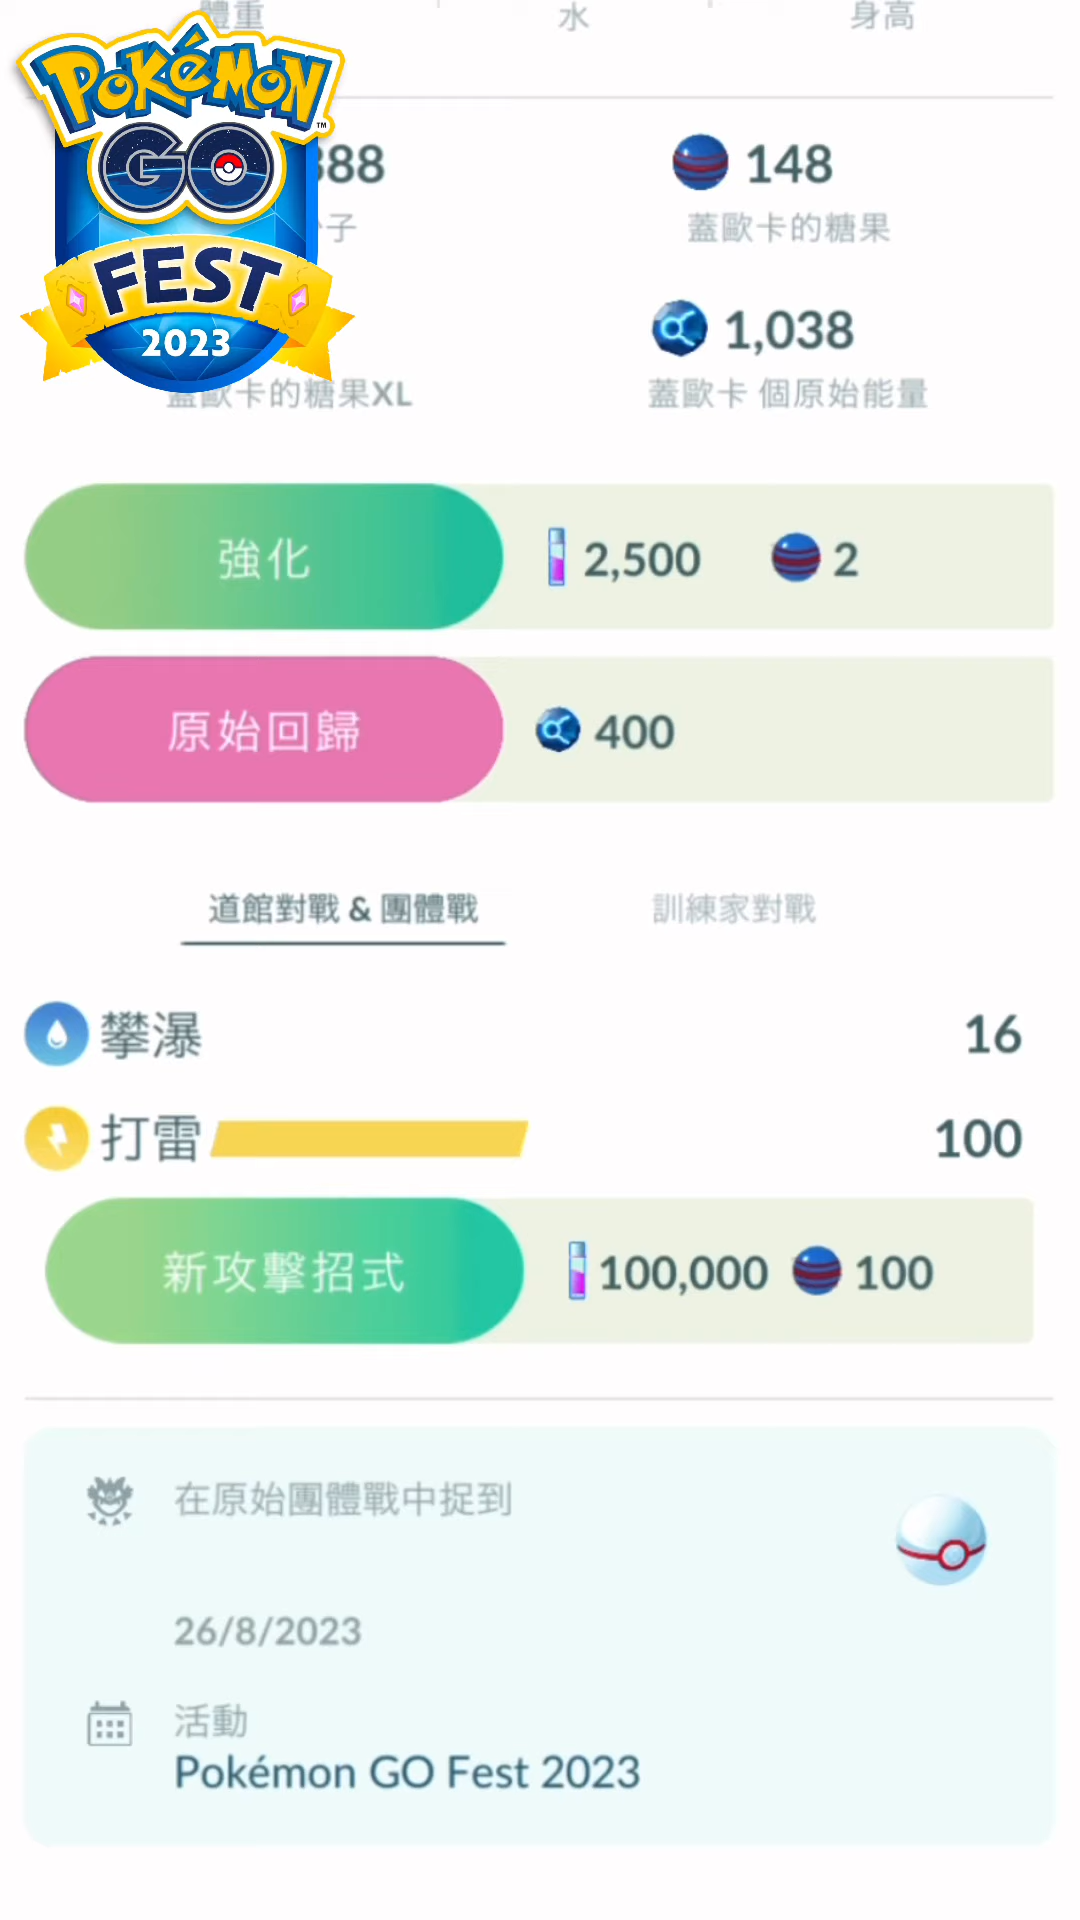 體重 水 身高
POKÉMON
GO
FEST
2023
388 148
子 蓋歐卡的糖果
1,038
蓋歐卡的糖果XL 蓋歐卡 個原始能量
強化 2,500 2
原始回歸 400
道館對戰 & 團體戰 訓練家對戰
攀瀑 16
打雷 100
新攻擊招式 100,000 100
在原始團體戰中捉到
26/8/2023
活動
Pokémon GO Fest 2023